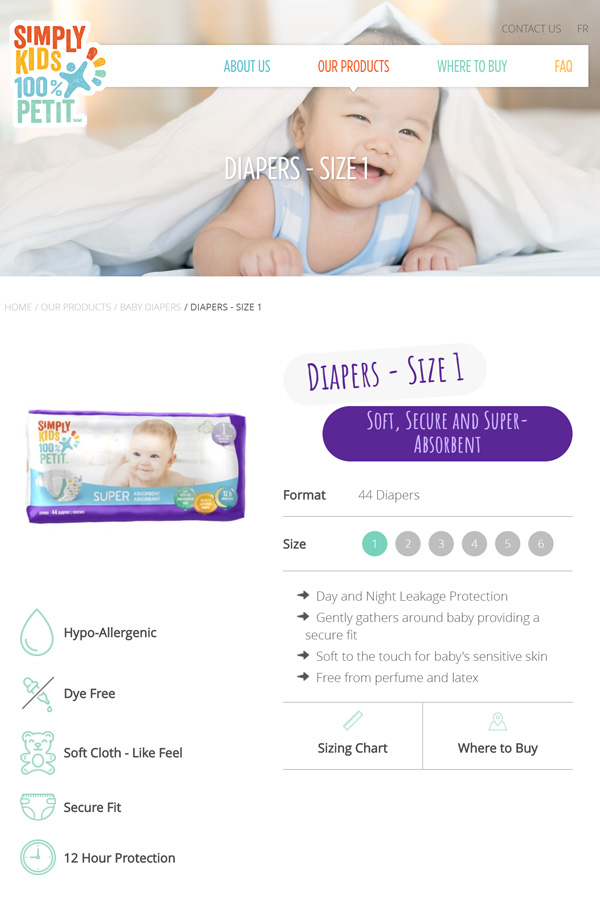 CONTACT US FR
SIMPLY
KIDS
100%
PETIT
ABOUT US OUR PRODUCTS WHERE TO BUY FAQ
DIAPERS - SIZE 1
HOME / OUR PRODUCTS / BABY DIAPERS / DIAPERS - SIZE 1
Diapers - Size 1
Soft, Secure and Super-
Absorbent
SIMPLY
KIDS
100%
PETIT
1
SUPER ABSORBENT
ABSORBANT
12 h
44
Format 44 Diapers
Size 1 2 3 4 5 6
Day and Night Leakage Protection
Gently gathers around baby providing a
secure fit
Soft to the touch for baby's sensitive skin
Free from perfume and latex
Sizing Chart Where to Buy
Hypo-Allergenic
Dye Free
Soft Cloth - Like Feel
Secure Fit
12 Hour Protection